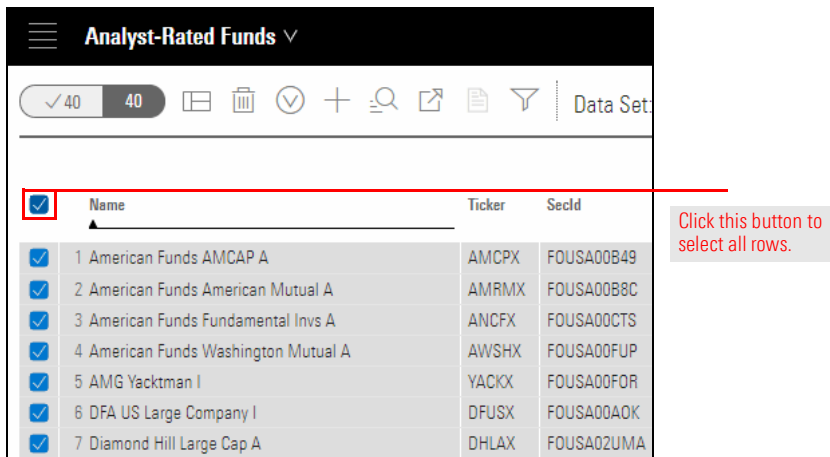 Analyst-Rated Funds
40 40 Data Set:
Name Ticker SecId
Click this button to
select all rows.
1 American Funds AMCAP A AMCPX FOUSA00B49
2 American Funds American Mutual A AMRMX FOUSA00B8C
3 American Funds Fundamental Invs A ANCFX FOUSA00CTS
4 American Funds Washington Mutual A AWSHX FOUSA00FUP
5 AMG Yacktman I YACKX FOUSA00FOR
6 DFA US Large Company I DFUSX FOUSA00AOK
7 Diamond Hill Large Cap A DHLAX FOUSA02UMA